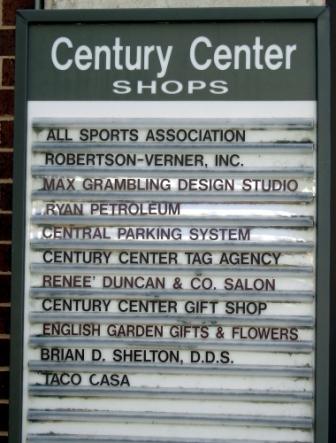 Century Center
SHOPS
ALL SPORTS ASSOCIATION
ROBERTSON-VERNER, INC.
MAX GRAMBLING DESIGN STUDIO
RYAN PETROLEUM
CENTRAL PARKING SYSTEM
CENTURY CENTER TAG AGENCY
RENEE' DUNCAN & CO. SALON
CENTURY CENTER GIFT SHOP
ENGLISH GARDEN GIFTS & FLOWERS
BRIAN D. SHELTON, D.D.S.
TACO CASA